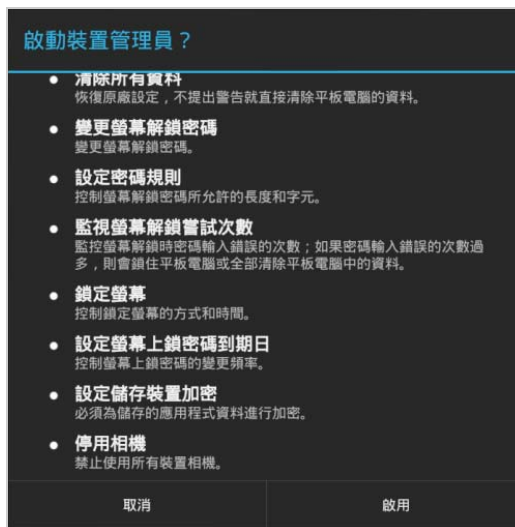 啟動裝置管理員？
清除所有資料
恢復原廠設定，不提出警告就直接清除平板電腦的資料。
變更螢幕解鎖密碼
變更螢幕解鎖密碼。
設定密碼規則
控制螢幕解鎖密碼所允許的長度和字元。
監視螢幕解鎖嘗試次數
監控螢幕解鎖時密碼輸入錯誤的次數；如果密碼輸入錯誤的次數過
多，則會鎖住平板電腦或全部清除平板電腦中的資料。
鎖定螢幕
控制鎖定螢幕的方式和時間。
設定螢幕上鎖密碼到期日
控制螢幕上鎖密碼的變更頻率。
設定儲存裝置加密
必須為儲存的應用程式資料進行加密。
停用相機
禁止使用所有裝置相機。
取消
啟用